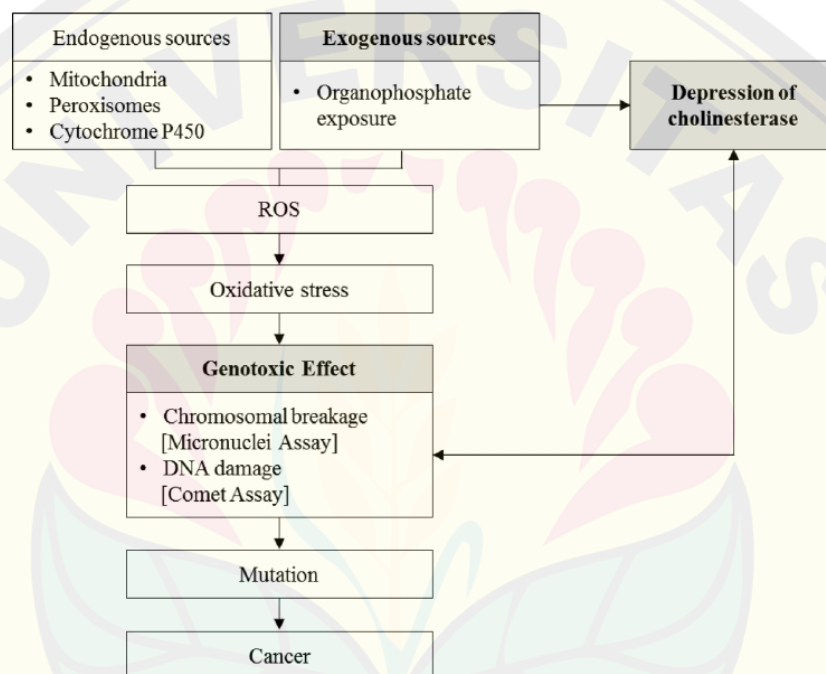 Endogenous sources
• Mitochondria
• Peroxisomes
• Cytochrome P450
Exogenous sources
• Organophosphate
exposure
Depression of
cholinesterase
ROS
Oxidative stress
Genotoxic Effect
• Chromosomal breakage
[Micronuclei Assay]
• DNA damage
[Comet Assay]
Mutation
Cancer
UNIVERSITAS